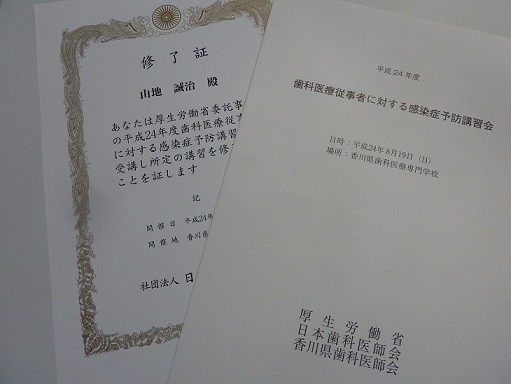 修了証
山地 誠治 殿
あなたは厚生労働省委託事
の平成24年度歯科医療従事
に対する感染症予防講習
受講し所定の講習を修
ことを証します
記
開催日 平成24年
開催地 香川県
社団法人 日
平成24年度
歯科医療従事者に対する感染症予防講習会
日時：平成24年8月19日（日）
場所：香川県歯科医療専門学校
厚生労働省
日本歯科医師会
香川県歯科医師会